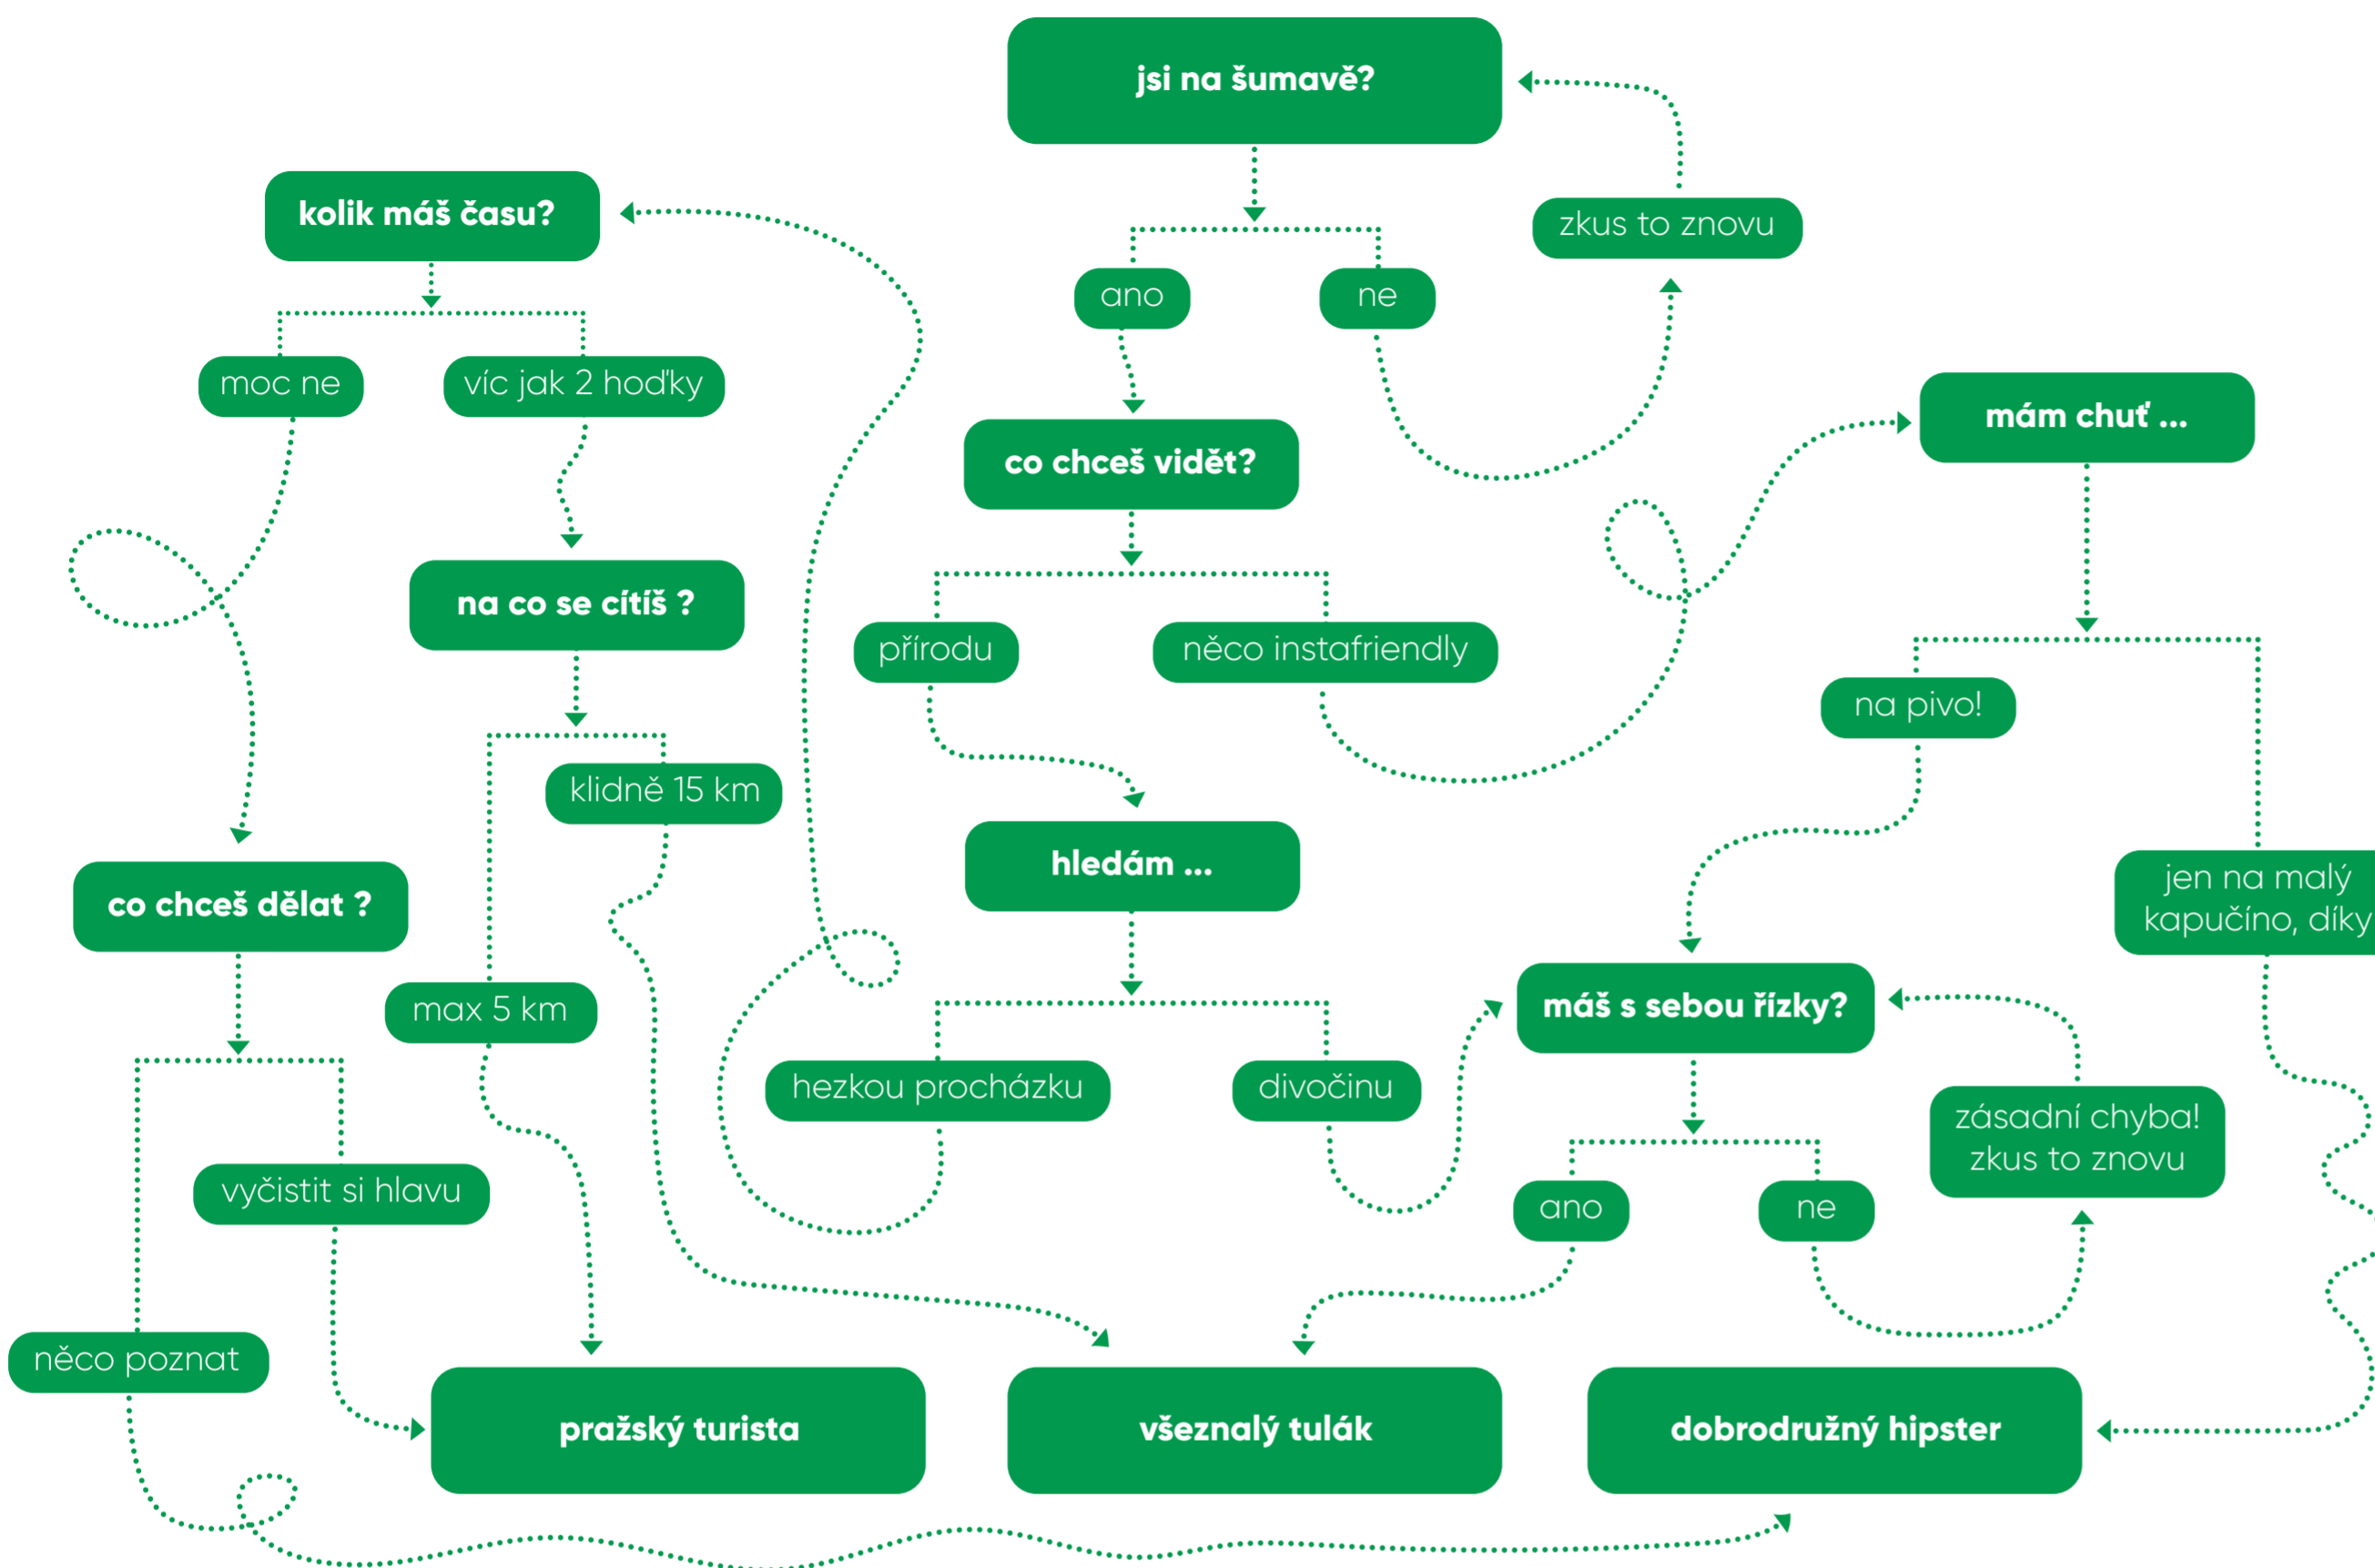 jsi na šumavě?
kolik máš času?
zkus to znovu
ano
ne
moc ne
víc jak 2 hoďky
mám chuť ...
co chceš vidět?
na co se cítíš ?
přírodu
něco instafriendly
na pivo!
klidně 15 km
hledám ...
jen na malý
kapučíno, díky
co chceš dělat ?
max 5 km
máš s sebou řízky?
hezkou procházku
divočinu
zásadní chyba!
zkus to znovu
vyčistit si hlavu
ano
ne
něco poznat
pražský turista
všeznalý tulák
dobrodružný hipster